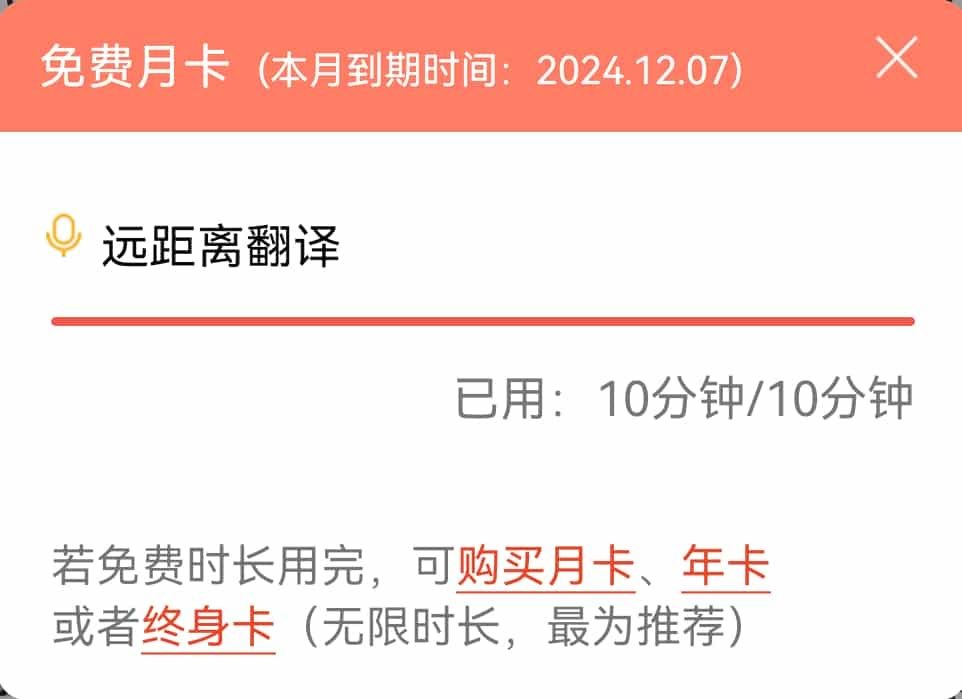 免费月卡（本月到期时间：2024.12.07）
远距离翻译
已用：10分钟/10分钟
若免费时长用完，可购买月卡、年卡
或者终身卡（无限时长，最为推荐）